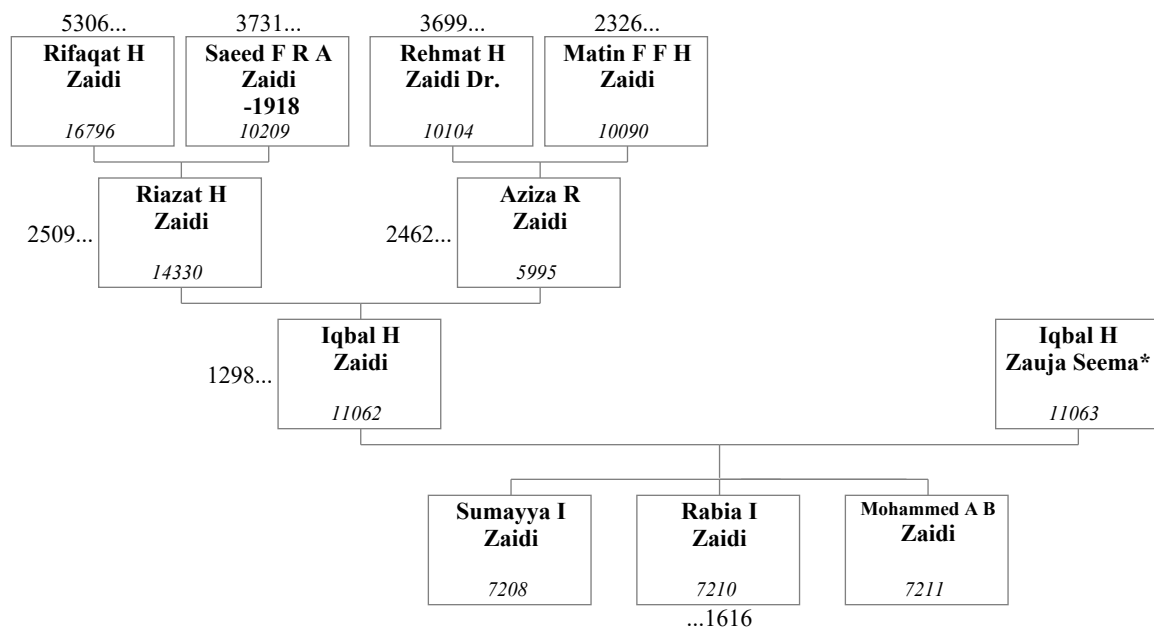 5306...
3731...
3699...
2326...
Rifaqat H
Zaidi
16796
Saeed F R A
Zaidi
-1918
10209
Rehmat H
Zaidi Dr.
10104
Matin F F H
Zaidi
10090
2509...
Riazat H
Zaidi
14330
2462...
Aziza R
Zaidi
5995
1298...
Iqbal H
Zaidi
11062
Iqbal H
Zauja Seema*
11063
Sumayya I
Zaidi
7208
Rabia I
Zaidi
7210
Mohammed A B
Zaidi
7211
...1616